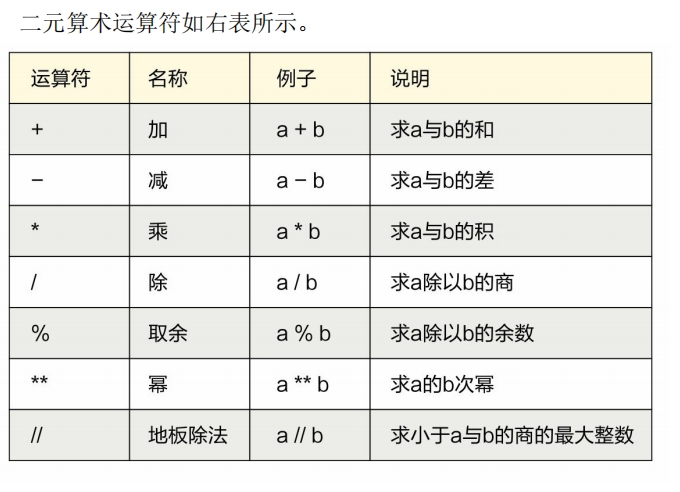 二元算术运算符如右表所示。
运算符 名称 例子 说明
+ 加 a + b 求a与b的和
− 减 a − b 求a与b的差
* 乘 a * b 求a与b的积
/ 除 a / b 求a除以b的商
% 取余 a % b 求a除以b的余数
** 幂 a ** b 求a的b次幂
// 地板除法 a // b 求小于a与b的商的最大整数